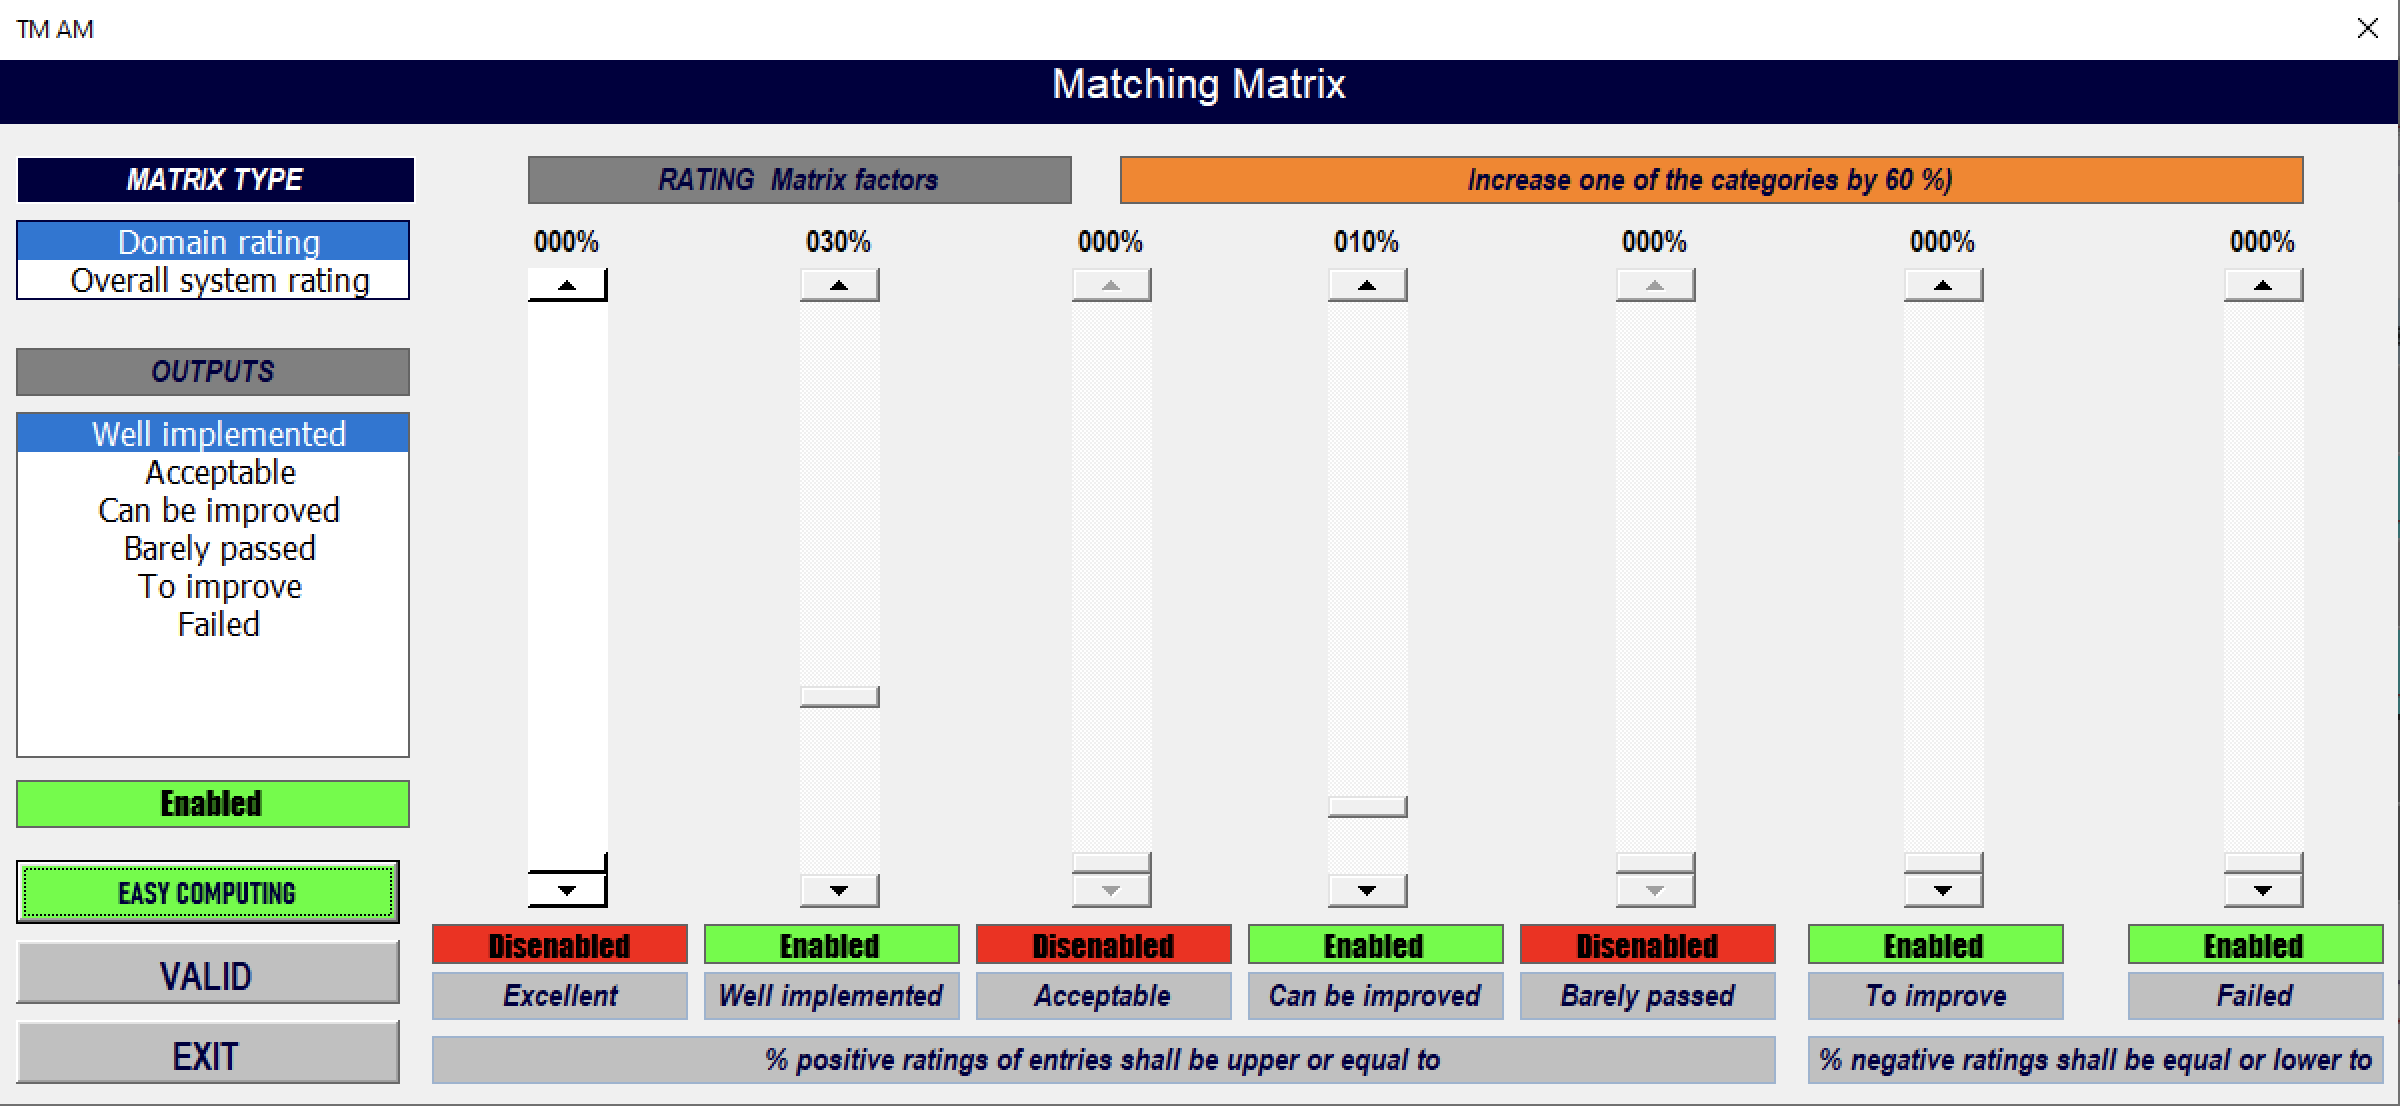 TM AM
Matching Matrix
MATRIX TYPE
RATING Matrix factors
Increase one of the categories by 60 %)
Domain rating
Overall system rating
000%
030%
000%
010%
000%
000%
000%
OUTPUTS
Well implemented
Acceptable
Can be improved
Barely passed
To improve
Failed
Enabled
EASY COMPUTING
VALID
EXIT
Disenabled
Enabled
Disenabled
Enabled
Disenabled
Enabled
Enabled
Excellent
Well implemented
Acceptable
Can be improved
Barely passed
To improve
Failed
% positive ratings of entries shall be upper or equal to
% negative ratings shall be equal or lower to